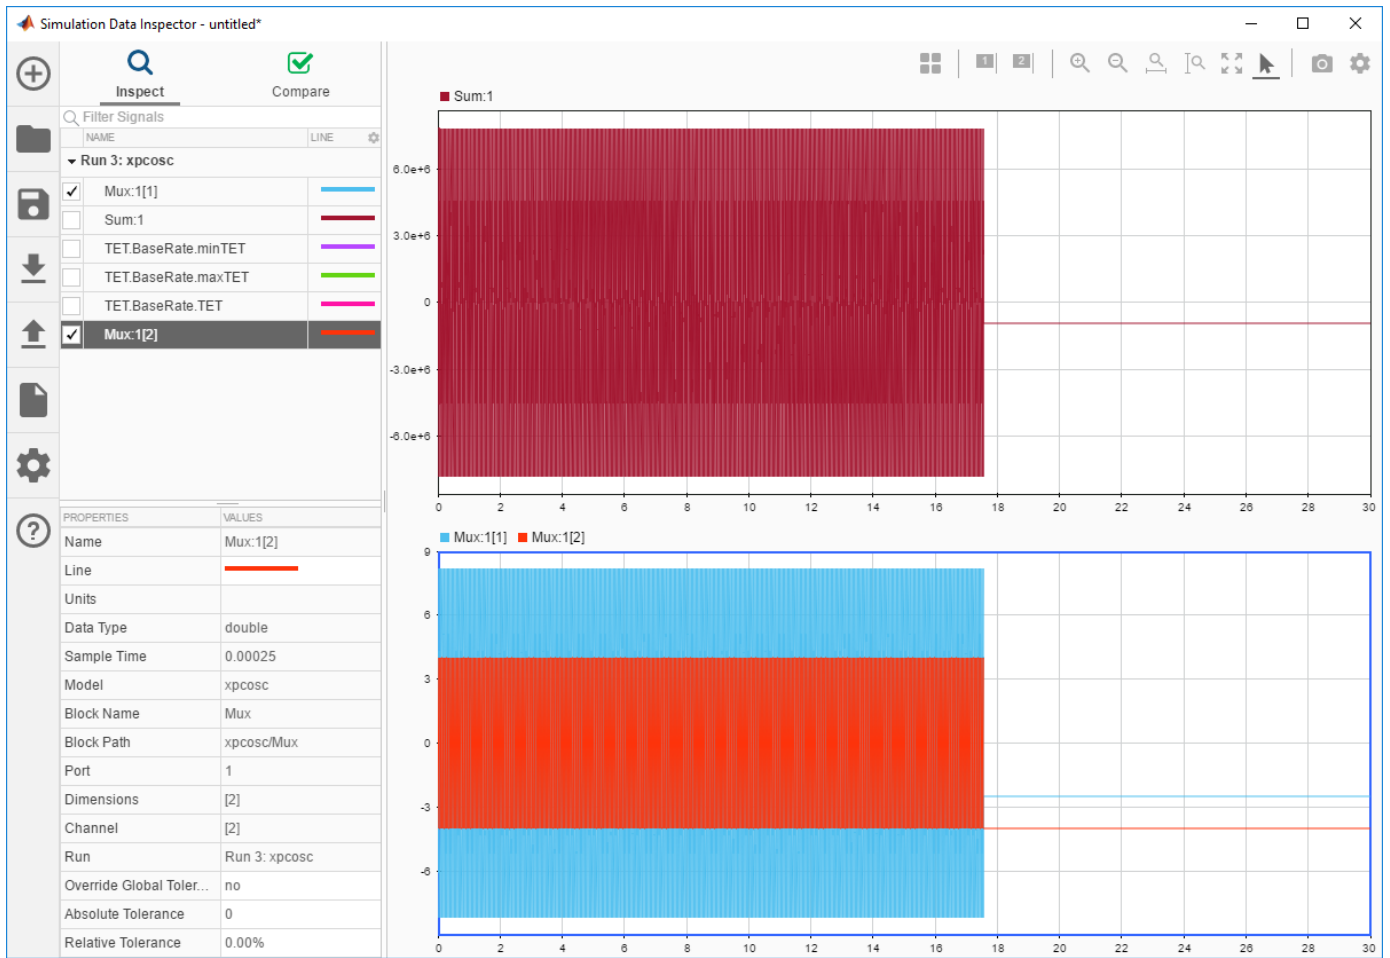 Simulation Data Inspector - untitled*
Inspect
Compare
Filter Signals
NAME LINE
Run 3: xpcosc
Mux:1[1]
Sum:1
TET.BaseRate.minTET
TET.BaseRate.maxTET
TET.BaseRate.TET
Mux:1[2]
PROPERTIES VALUES
Name Mux:1[2]
Line
Units
Data Type double
Sample Time 0.00025
Model xpcosc
Block Name Mux
Block Path xpcosc/Mux
Port 1
Dimensions [2]
Channel [2]
Run Run 3: xpcosc
Override Global Toler... no
Absolute Tolerance 0
Relative Tolerance 0.00%
1 2
Sum:1
6.0e+6
3.0e+6
0
-3.0e+6
-6.0e+6
0 2 4 6 8 10 12 14 16 18 20 22 24 26 28 30
Mux:1[1] Mux:1[2]
9
6
3
0
-3
-6
0 2 4 6 8 10 12 14 16 18 20 22 24 26 28 30